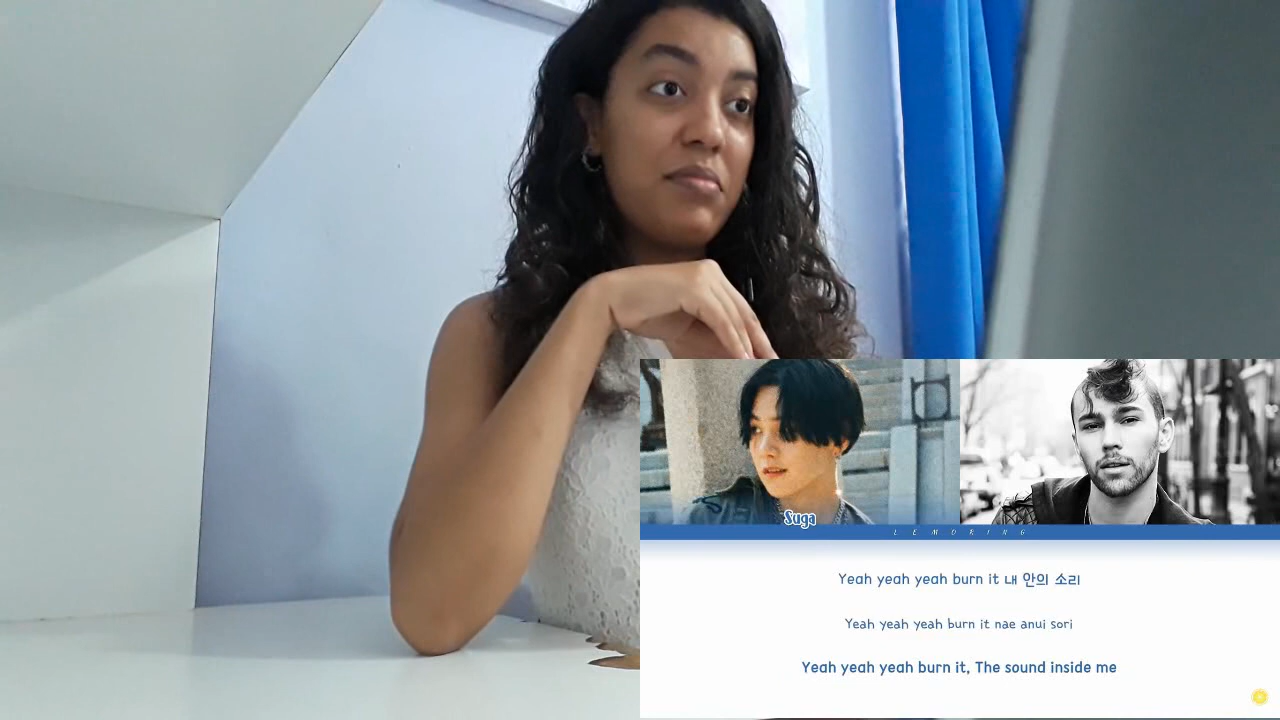 Suga
LEMORING
Yeah yeah yeah burn it 내 안의 소리
Yeah yeah yeah burn it nae anui sori
Yeah yeah yeah burn it, The sound inside me